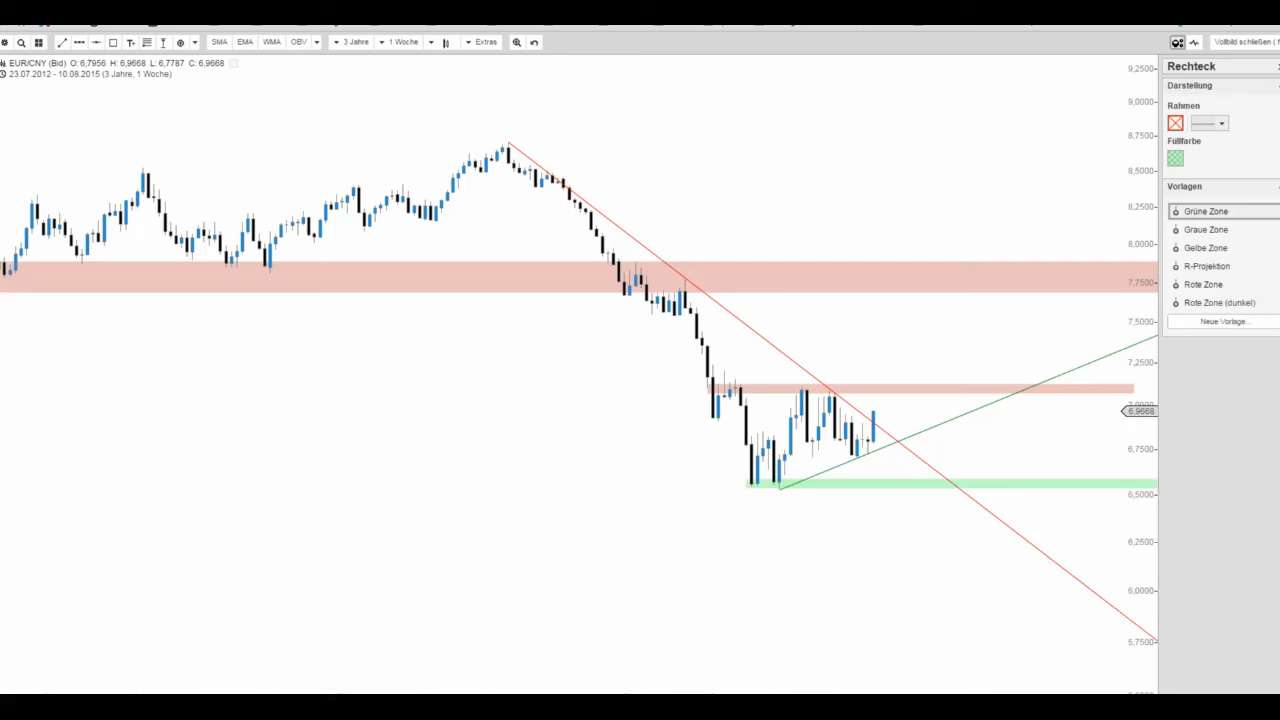 SMA EMA WMA OBV 3 Jahre 1 Woche Extras Vollbild schließen (
EUR/CNY (Bid) O: 6,7956 H: 6,9668 L: 6,7787 C: 6,9668
23.07.2012 - 10.08.2015 (3 Jahre, 1 Woche)
9,2500
9,0000
8,7500
8,5000
8,2500
8,0000
7,7500
7,5000
7,2500
7,0000
6,9668
6,7500
6,5000
6,2500
6,0000
5,7500
Rechteck
Darstellung
Rahmen
Füllfarbe
Vorlagen
Grüne Zone
Graue Zone
Gelbe Zone
R-Projektion
Rote Zone
Rote Zone (dunkel)
Neue Vorlage...